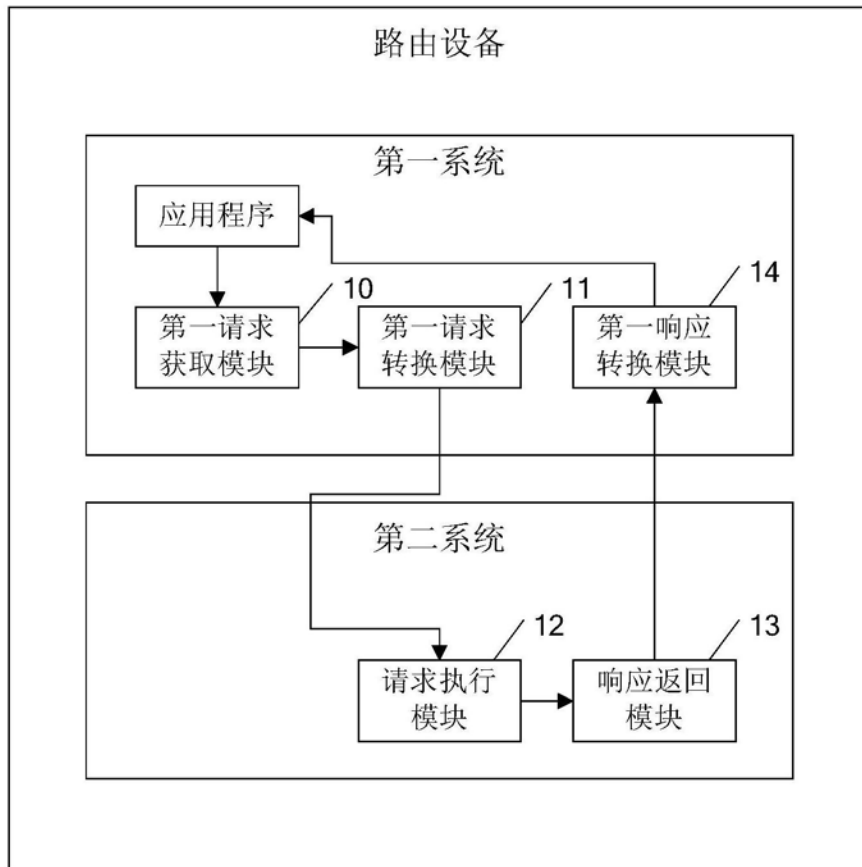 路由设备
第一系统
应用程序
10
第一请求
获取模块
11
第一请求
转换模块
14
第一响应
转换模块
第二系统
12
请求执行
模块
13
响应返回
模块